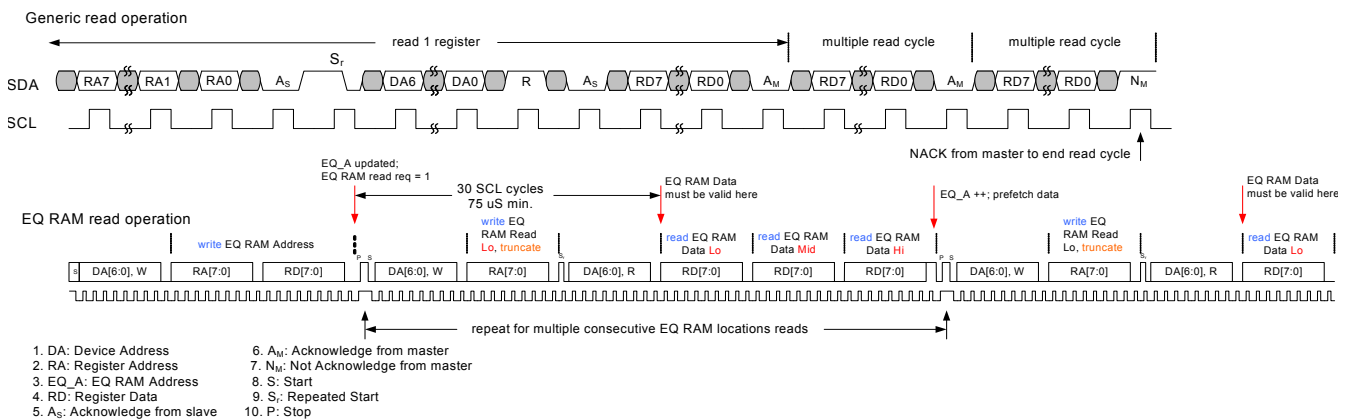 Generic read operation
read 1 register
multiple read cycle
multiple read cycle
Sr
SDA
RA7 RA1 RA0 AS DA6 DA0 R AS RD7 RD0 AM RD7 RD0 AM RD7 RD0 NM
SCL
NACK from master to end read cycle
EQ_A updated;
EQ RAM read req = 1
30 SCL cycles
75 uS min.
EQ RAM Data
must be valid here
EQ_A ++; prefetch data
EQ RAM Data
must be valid here
EQ RAM read operation
write EQ RAM Address
write EQ
RAM Read
Lo, truncate
read EQ RAM
Data Lo
read EQ RAM
Data Mid
read EQ RAM
Data Hi
write EQ
RAM Read
Lo, truncate
read EQ RAM
Data Lo
P S Sr P S Sr
S DA[6:0], W RA[7:0] RD[7:0] DA[6:0], W RA[7:0] DA[6:0], R RD[7:0] RD[7:0] RD[7:0] DA[6:0], W RA[7:0] DA[6:0], R RD[7:0]
repeat for multiple consecutive EQ RAM locations reads
1. DA: Device Address
2. RA: Register Address
3. EQ_A: EQ RAM Address
4. RD: Register Data
5. AS: Acknowledge from slave
6. AM: Acknowledge from master
7. NM: Not Acknowledge from master
8. S: Start
9. Sr: Repeated Start
10. P: Stop